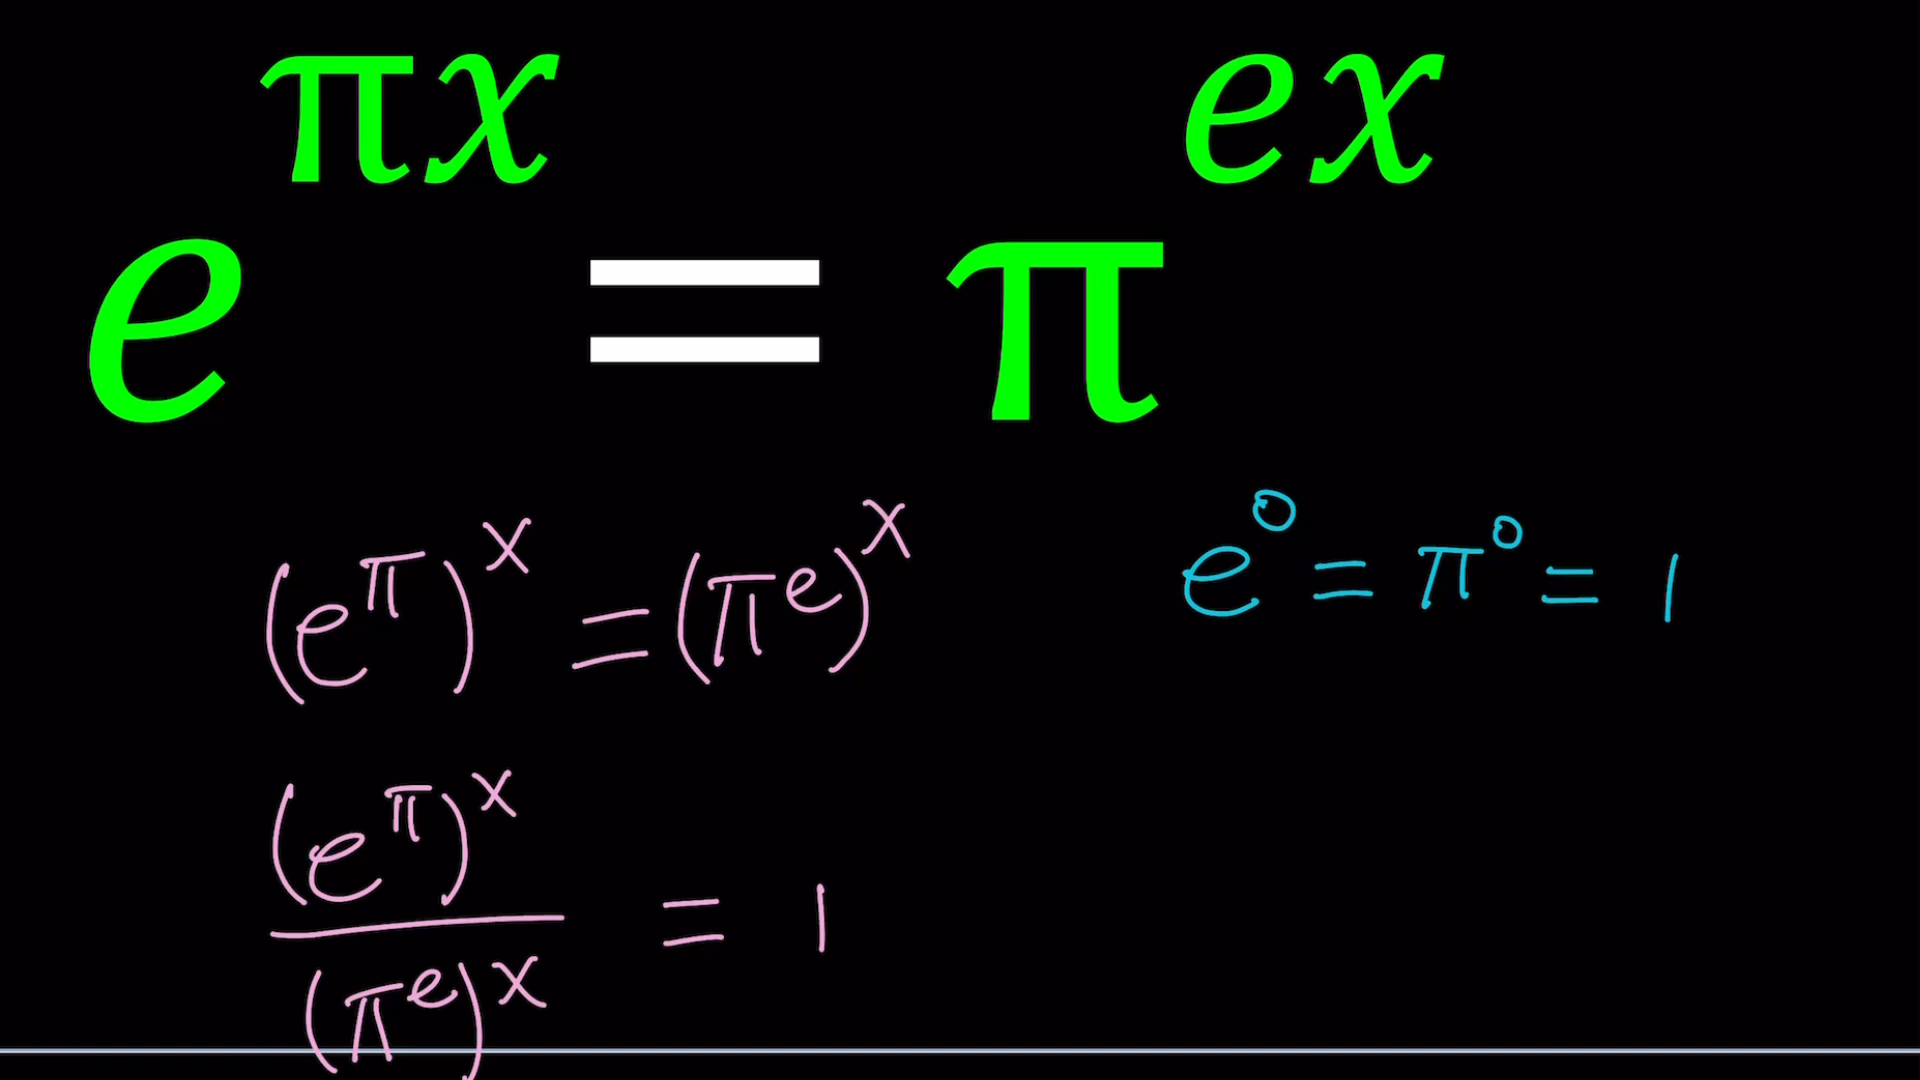 e^{πx} = π^{ex}
(e^π)^x = (π^e)^x
e^0 = π^0 = 1
(e^π)^x / (π^e)^x = 1